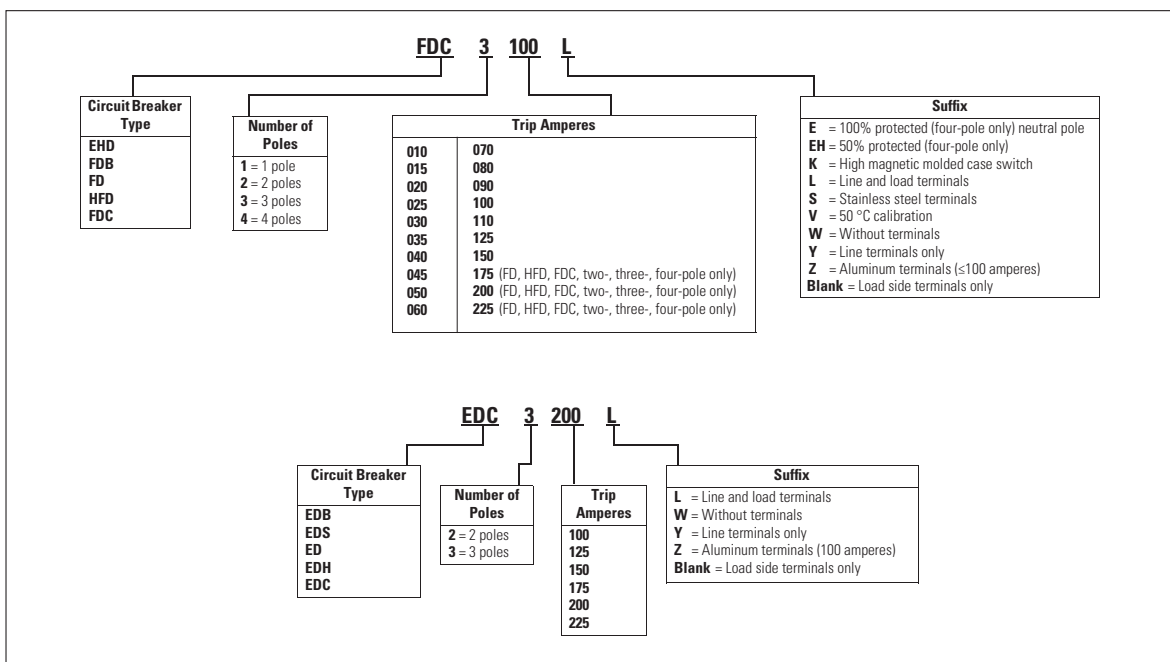 FDC 3 100 L
Circuit Breaker
Type
EHD
FDB
FD
HFD
FDC
Number of
Poles
1 = 1 pole
2 = 2 poles
3 = 3 poles
4 = 4 poles
Trip Amperes
010 070
015 080
020 090
025 100
030 110
035 125
040 150
045 175 (FD, HFD, FDC, two-, three-, four-pole only)
050 200 (FD, HFD, FDC, two-, three-, four-pole only)
060 225 (FD, HFD, FDC, two-, three-, four-pole only)
Suffix
E = 100% protected (four-pole only) neutral pole
EH = 50% protected (four-pole only)
K = High magnetic molded case switch
L = Line and load terminals
S = Stainless steel terminals
V = 50 °C calibration
W = Without terminals
Y = Line terminals only
Z = Aluminum terminals (≤100 amperes)
Blank = Load side terminals only
EDC 3 200 L
Circuit Breaker
Type
EDB
EDS
ED
EDH
EDC
Number of
Poles
2 = 2 poles
3 = 3 poles
Trip
Amperes
100
125
150
175
200
225
Suffix
L = Line and load terminals
W = Without terminals
Y = Line terminals only
Z = Aluminum terminals (100 amperes)
Blank = Load side terminals only